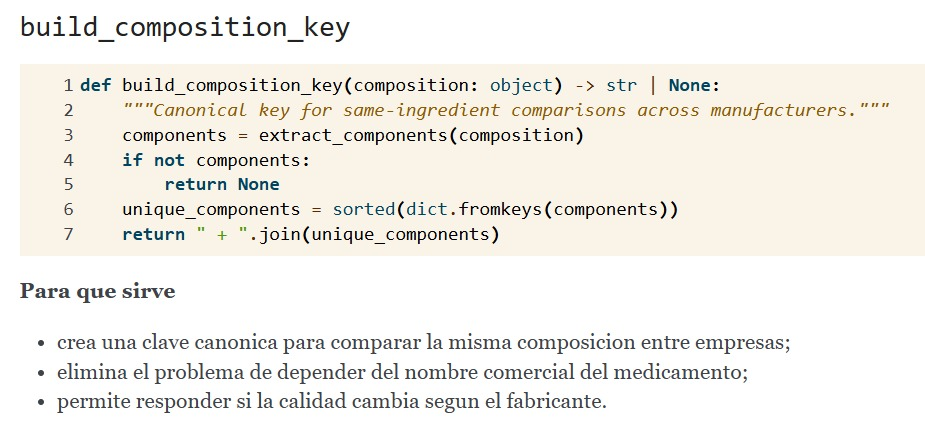 build_composition_key
1 def build_composition_key(composition: object) -> str | None:
2     """Canonical key for same-ingredient comparisons across manufacturers."""
3     components = extract_components(composition)
4     if not components:
5         return None
6     unique_components = sorted(dict.fromkeys(components))
7     return " + ".join(unique_components)
Para que sirve
• crea una clave canonica para comparar la misma composicion entre empresas;
• elimina el problema de depender del nombre comercial del medicamento;
• permite responder si la calidad cambia segun el fabricante.